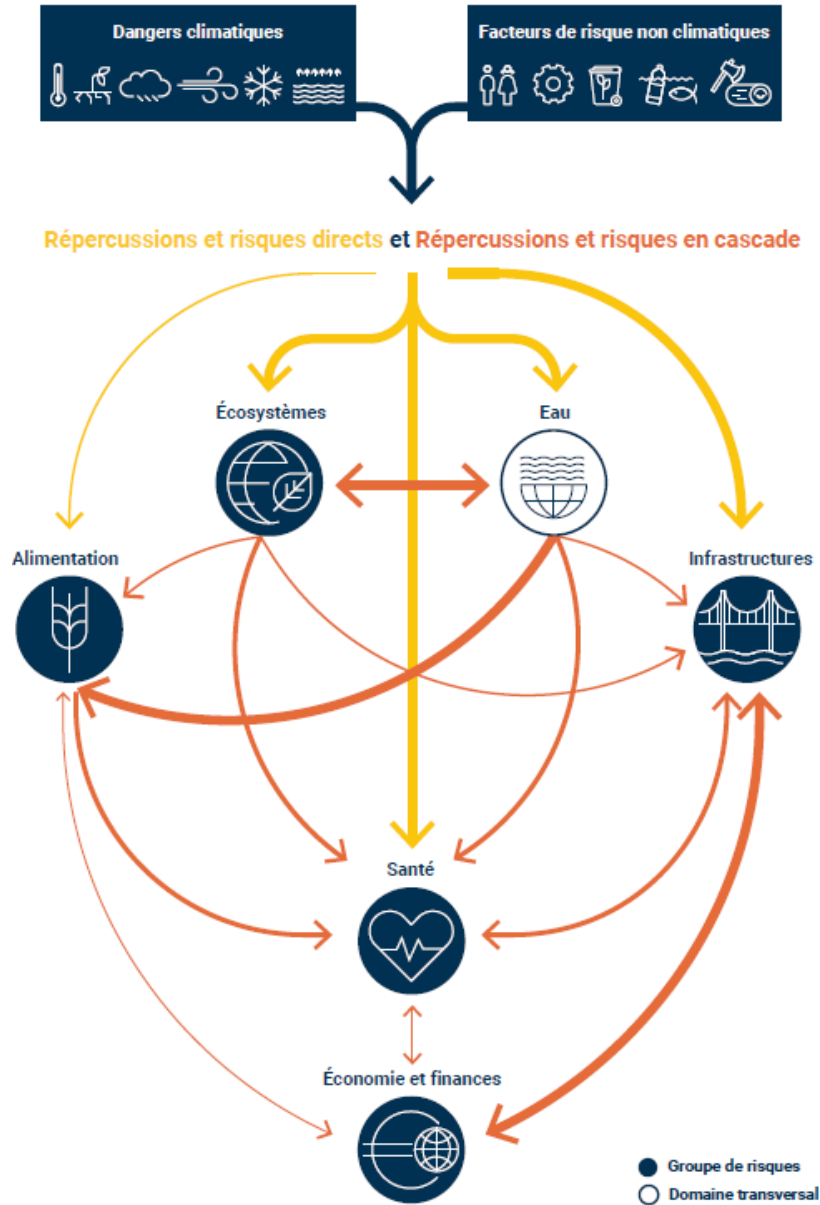 Dangers climatiques
Facteurs de risque non climatiques
Répercussions et risques directs et Répercussions et risques en cascade
Écosystèmes
Eau
Alimentation
Infrastructures
Santé
Économie et finances
Groupe de risques
Domaine transversal